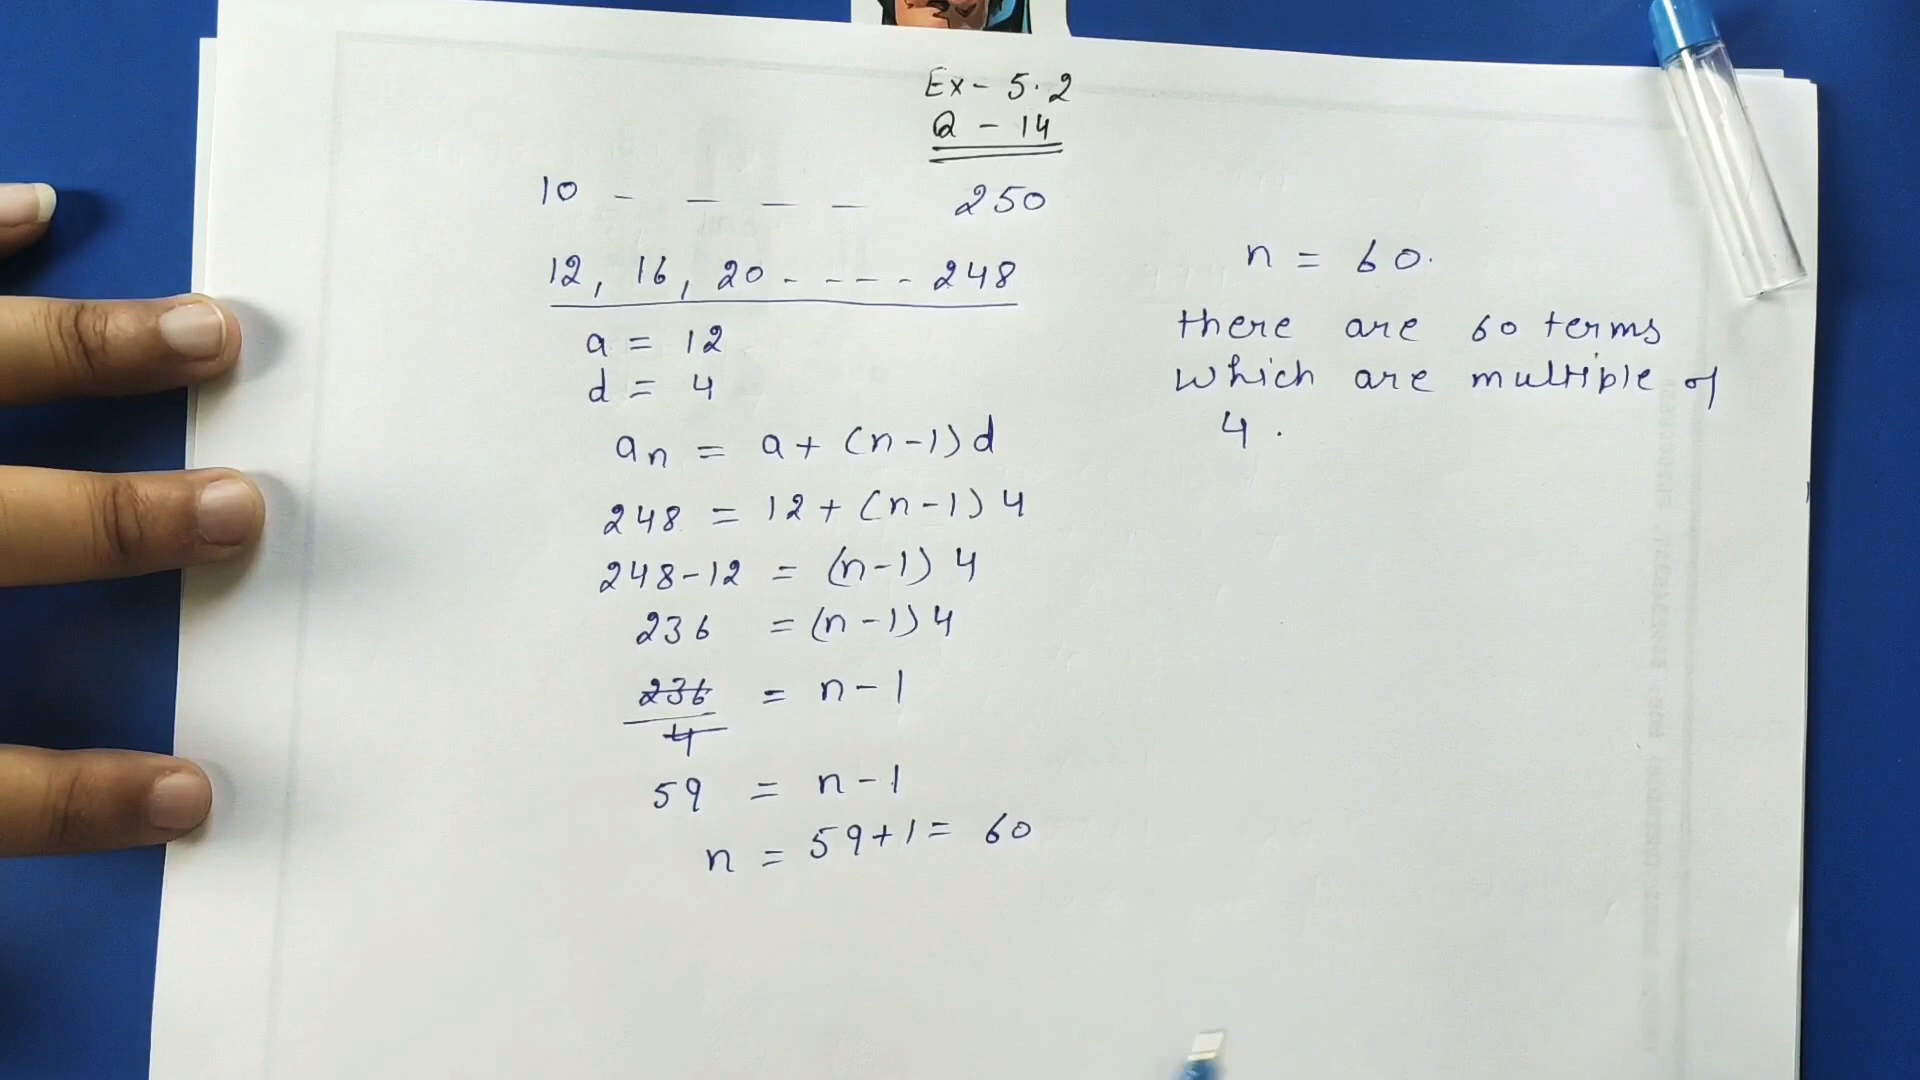 Ex - 5.2
Q - 14
10 - - - - 250
12, 16, 20 - - - - 248
a = 12
d = 4
an = a + (n-1) d
248 = 12 + (n-1) 4
248-12 = (n-1) 4
236 = (n-1) 4
236 = n-1
4
59 = n-1
n = 59+1 = 60
n = 60.
there are 60 terms
which are multiple of
4.